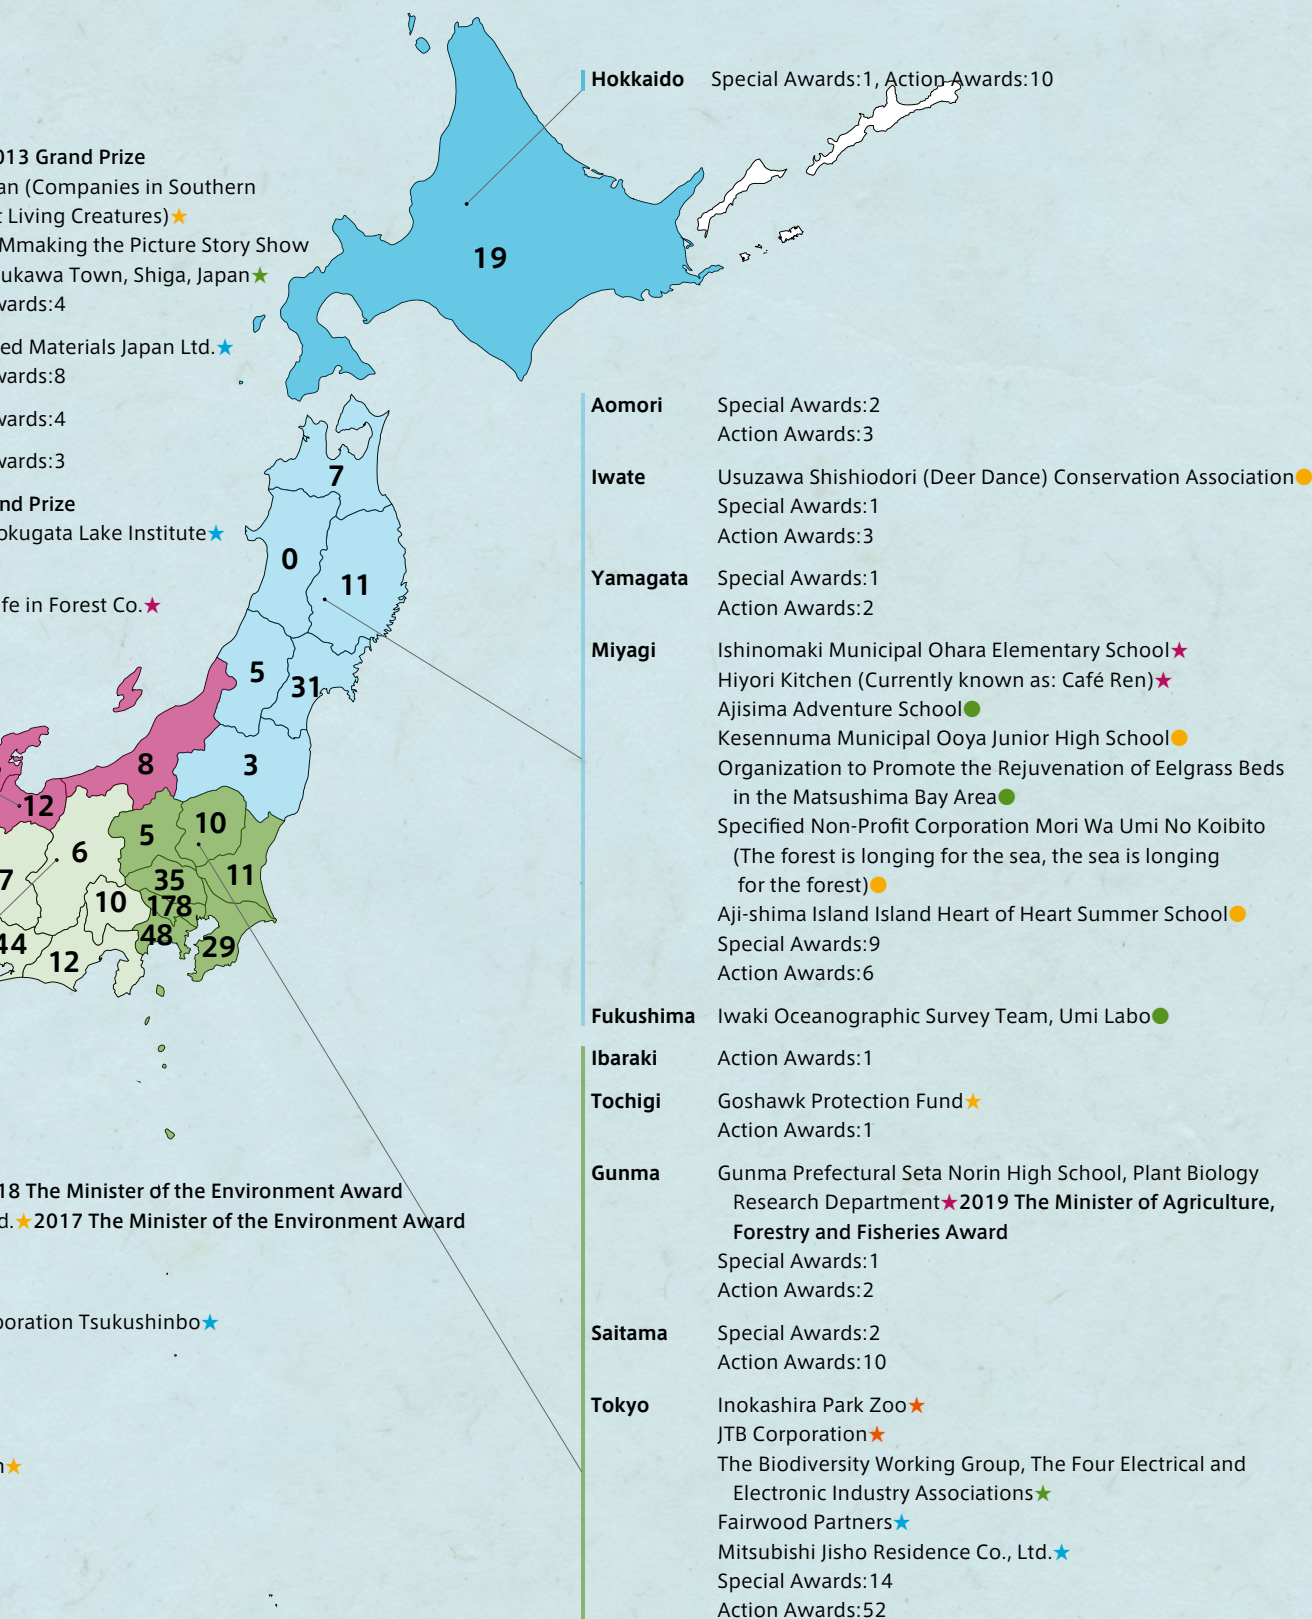 013 Grand Prize
an (Companies in Southern
t Living Creatures)★
Mmaking the Picture Story Show
ukawa Town, Shiga, Japan★
wards:4
ed Materials Japan Ltd.★
wards:8
wards:4
wards:3
nd Prize
okugata Lake Institute★
fe in Forest Co.★
19
7
0
11
5
31
3
8
12
5
10
6
7
35
11
10
178
44
48
12
29
18 The Minister of the Environment Award
d.★2017 The Minister of the Environment Award
poration Tsukushinbo★
n★
Hokkaido Special Awards:1, Action Awards:10
Aomori Special Awards:2
Action Awards:3
Iwate Usuzawa Shishiodori (Deer Dance) Conservation Association●
Special Awards:1
Action Awards:3
Yamagata Special Awards:1
Action Awards:2
Miyagi Ishinomaki Municipal Ohara Elementary School★
Hiyori Kitchen (Currently known as: Café Ren)★
Ajisima Adventure School●
Kesennuma Municipal Ooya Junior High School●
Organization to Promote the Rejuvenation of Eelgrass Beds
in the Matsushima Bay Area●
Specified Non-Profit Corporation Mori Wa Umi No Koibito
(The forest is longing for the sea, the sea is longing
for the forest)●
Aji-shima Island Island Heart of Heart Summer School●
Special Awards:9
Action Awards:6
Fukushima Iwaki Oceanographic Survey Team, Umi Labo●
Ibaraki Action Awards:1
Tochigi Goshawk Protection Fund★
Action Awards:1
Gunma Gunma Prefectural Seta Norin High School, Plant Biology
Research Department★2019 The Minister of Agriculture,
Forestry and Fisheries Award
Special Awards:1
Action Awards:2
Saitama Special Awards:2
Action Awards:10
Tokyo Inokashira Park Zoo★
JTB Corporation★
The Biodiversity Working Group, The Four Electrical and
Electronic Industry Associations★
Fairwood Partners★
Mitsubishi Jisho Residence Co., Ltd.★
Special Awards:14
Action Awards:52